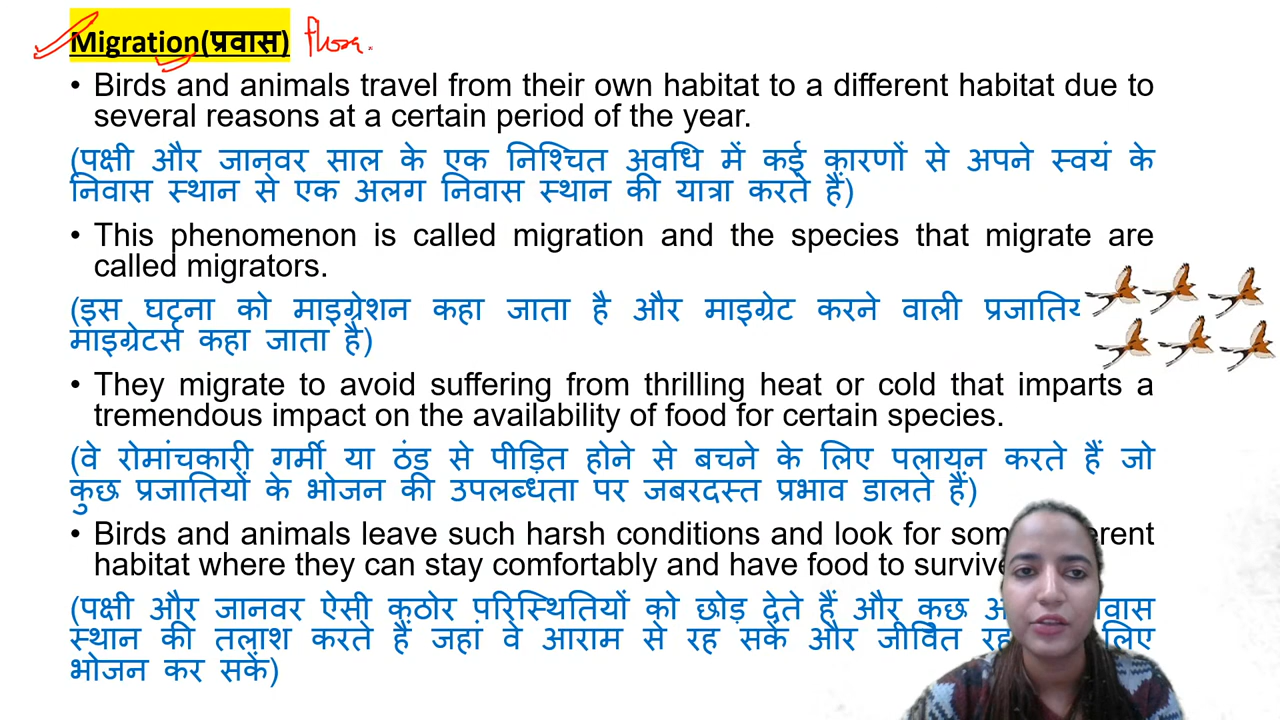 Migration(प्रवास)
• Birds and animals travel from their own habitat to a different habitat due to
several reasons at a certain period of the year.
(पक्षी और जानवर साल के एक निश्चित अवधि में कई कारणों से अपने स्वयं के
निवास स्थान से एक अलग निवास स्थान की यात्रा करते हैं)
• This phenomenon is called migration and the species that migrate are
called migrators.
(इस घटना को माइग्रेशन कहा जाता है और माइग्रेट करने वाली
माइग्रेटर्स कहा जाता है)
• They migrate to avoid suffering from thrilling heat or cold that imparts a
tremendous impact on the availability of food for certain species.
(वे रोमांचकारी गर्मी या ठंड से पीड़ित होने से बचने के लिए पलायन करते हैं जो
कुछ प्रजातियों के भोजन की उपलब्धता पर जबरदस्त प्रभाव डालते हैं)
• Birds and animals leave such harsh conditions and look for
habitat where they can stay comfortably and have food to survive
(पक्षी और जानवर ऐसी कठोर परिस्थितियों को छोड़ देते हैं और कुछ
स्थान की तलाश करते हैं जहां वे आराम से रह सकें और जीवित लिए
भोजन कर सकें)